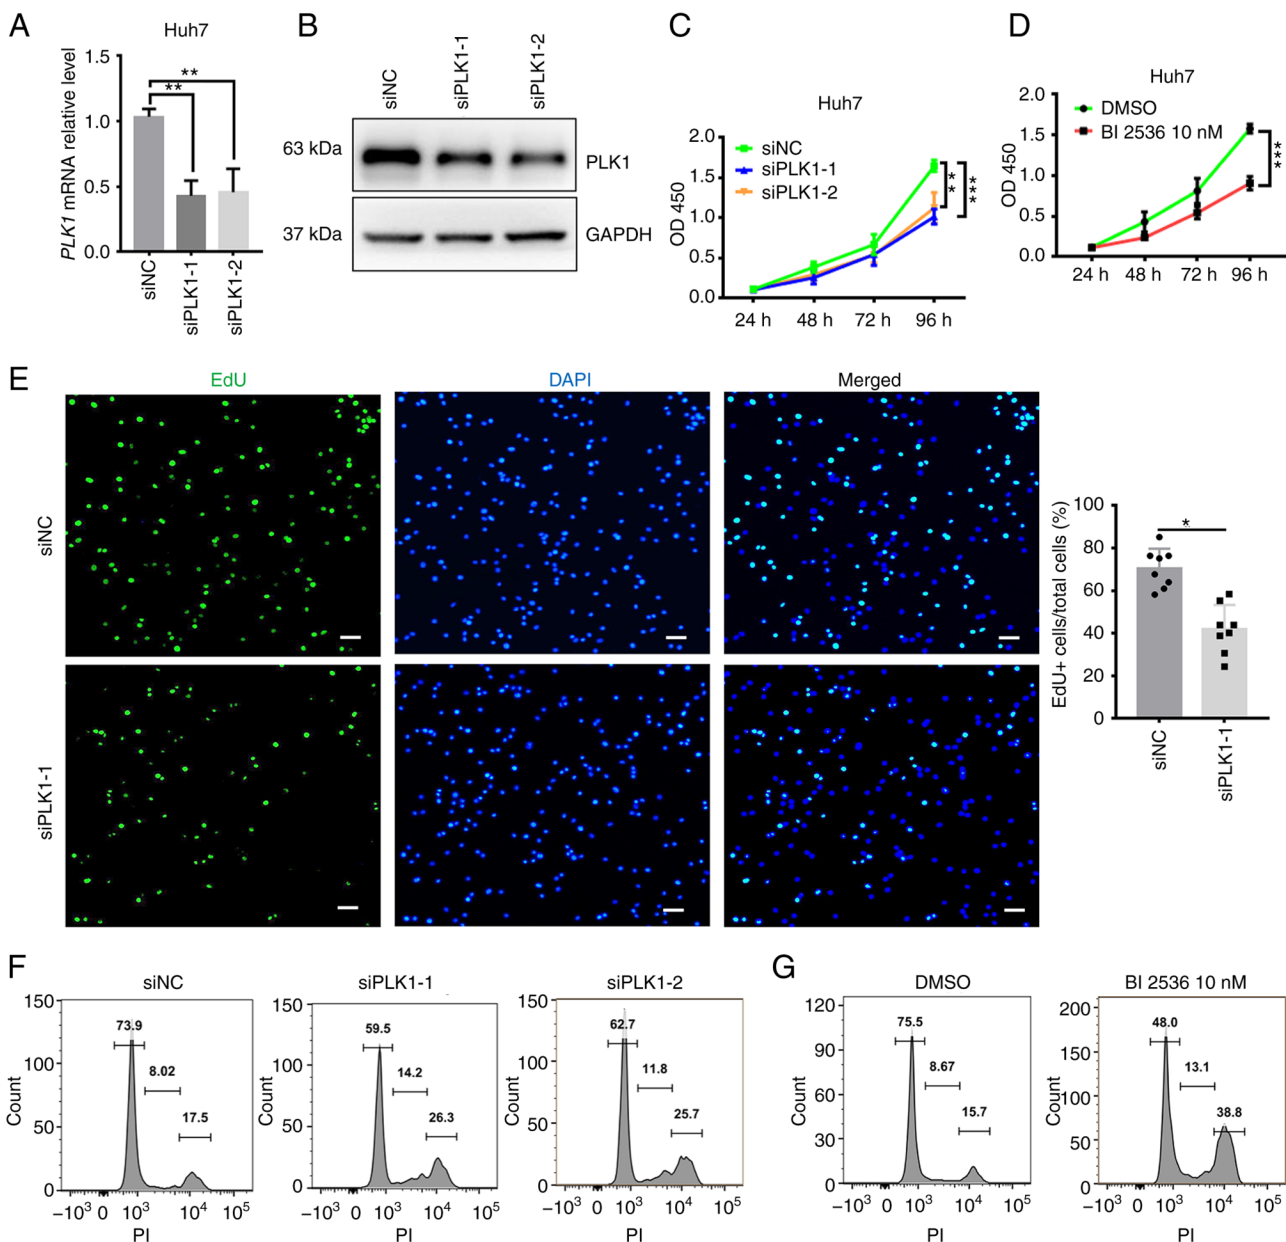 A
Huh7
PLK1 mRNA relative level
1.5
1.0
0.5
0.0
**
**
siNC
siPLK1-1
siPLK1-2
B
siNC
siPLK1-1
siPLK1-2
63 kDa
PLK1
37 kDa
GAPDH
C
Huh7
OD 450
2.0
1.5
1.0
0.5
0.0
siNC
siPLK1-1
siPLK1-2
**
***
24 h
48 h
72 h
96 h
D
Huh7
OD 450
2.0
1.5
1.0
0.5
0.0
DMSO
BI 2536 10 nM
***
24 h
48 h
72 h
96 h
E
EdU
DAPI
Merged
siNC
siPLK1-1
EdU+ cells/total cells (%)
100
80
60
40
20
0
*
siNC
siPLK1-1
F
siNC
Count
150
100
50
0
73.9
8.02
17.5
−10³ 0 10³ 10⁴ 10⁵
PI
siPLK1-1
Count
150
100
50
0
59.5
14.2
26.3
−10³ 0 10³ 10⁴ 10⁵
PI
siPLK1-2
Count
150
100
50
0
62.7
11.8
25.7
−10³ 0 10³ 10⁴ 10⁵
PI
G
DMSO
Count
120
90
60
30
0
75.5
8.67
15.7
−10³ 0 10³ 10⁴ 10⁵
PI
BI 2536 10 nM
Count
200
150
100
50
0
48.0
13.1
38.8
−10³ 0 10³ 10⁴ 10⁵
PI